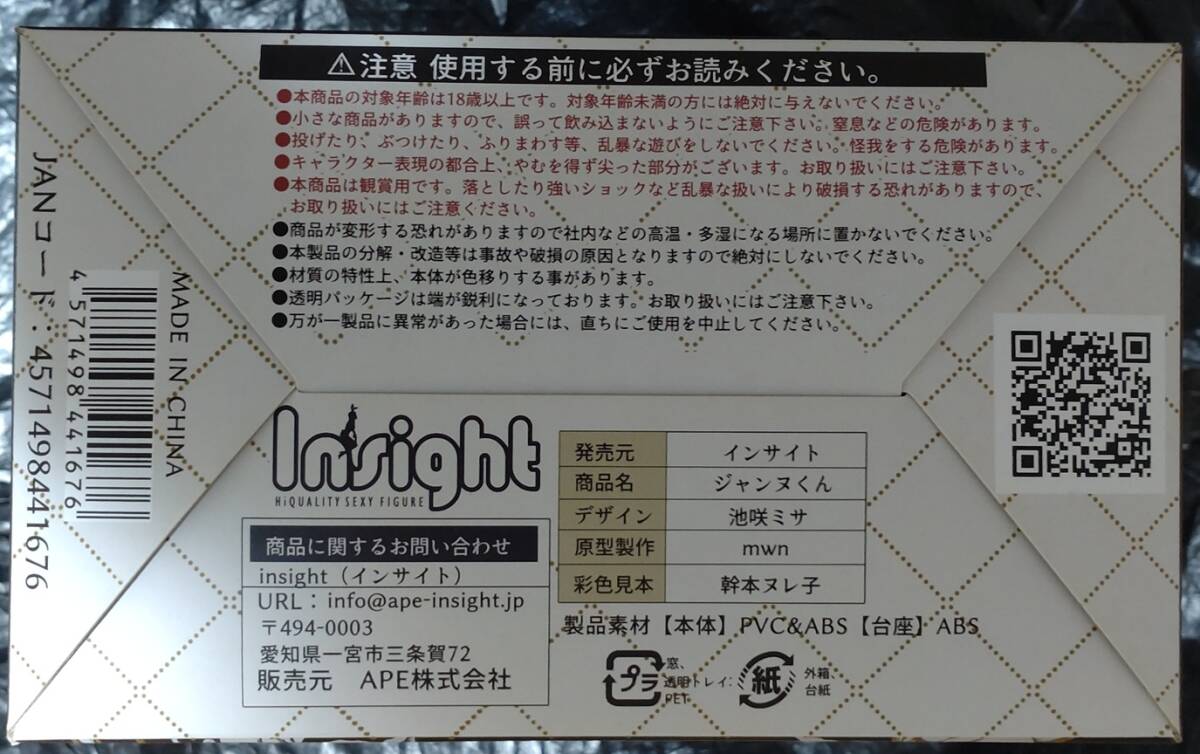 ⚠注意 使用する前に必ずお読みください。
●本商品の対象年齢は18歳以上です。対象年齢未満の方には絶対に与えないでください。
●小さな商品がありますので、誤って飲み込まないようにご注意下さい。窒息などの危険があります。
●投げたり、ぶつけたり、ふりまわす等、乱暴な遊びをしないでください。怪我をする危険があります。
●キャラクター表現の都合上、やむを得ず尖った部分がございます。お取り扱いにはご注意下さい。
●本商品は観賞用です。落としたり強いショックなど乱暴な扱いにより破損する恐れがありますので、
お取り扱いにはご注意ください。
●商品が変形する恐れがありますので社内などの高温・多湿になる場所に置かないでください。
●本製品の分解・改造等は事故や破損の原因となりますので絶対にしないでください。
●材質の特性上、本体が色移りする事があります。
●透明パッケージは端が鋭利になっております。お取り扱いにはご注意下さい。
●万が一製品に異常があった場合には、直ちにご使用を中止してください。
MADE IN CHINA
4 571498 441676
JANコード：4571498441676
Insight
HiQUALITY SEXY FIGURE
商品に関するお問い合わせ
insight（インサイト）
URL：info@ape-insight.jp
〒494-0003
愛知県一宮市三条賀72
販売元 APE株式会社
発売元 インサイト
商品名 ジャンヌくん
デザイン 池咲ミサ
原型製作 mwn
彩色見本 幹本ヌレ子
製品素材【本体】PVC&ABS【台座】ABS
プラ
窓、
透明トレイ:
PET
紙
外箱、
台紙